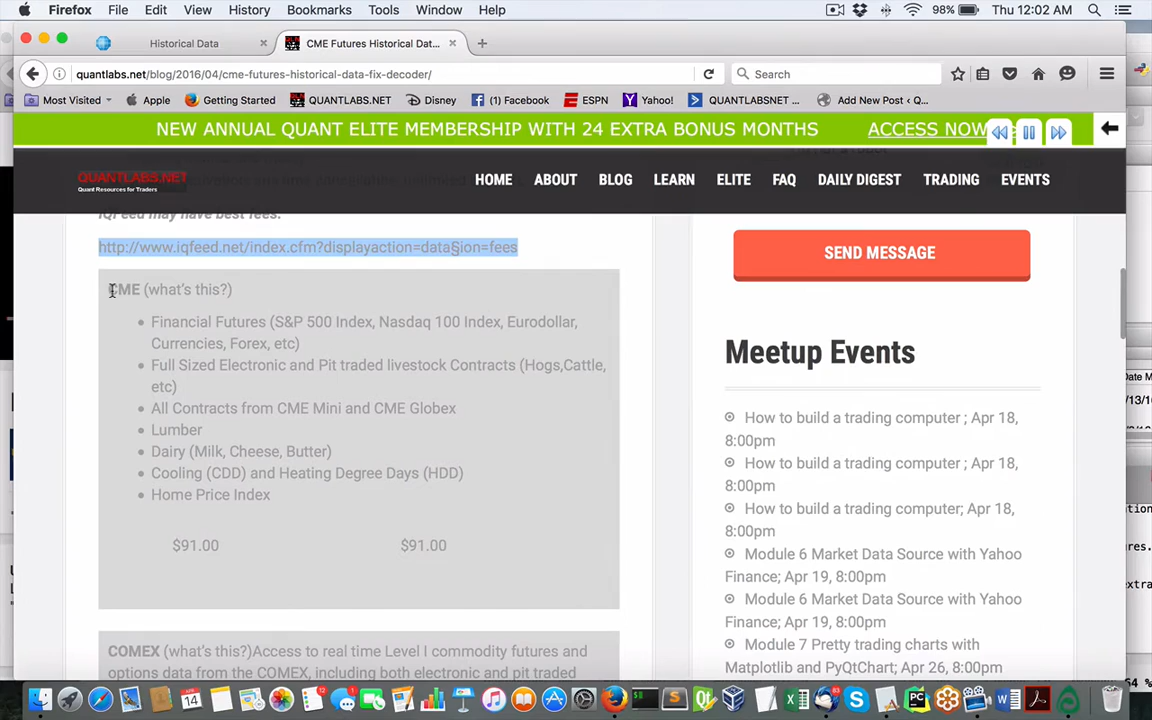 Firefox File Edit View History Bookmarks Tools Window Help 98% Thu 12:02 AM
Historical Data × CME Futures Historical Dat... × +
quantlabs.net/blog/2016/04/cme-futures-historical-data-fix-decoder/ Search
Most Visited Apple Getting Started QUANTLABS.NET Disney (1) Facebook ESPN Yahoo! QUANTLABSNET ... Add New Post ‹ Q...
NEW ANNUAL QUANT ELITE MEMBERSHIP WITH 24 EXTRA BONUS MONTHS ACCESS NOW
QUANTLABS.NET
Quant Resources for Traders
HOME ABOUT BLOG LEARN ELITE FAQ DAILY DIGEST TRADING EVENTS
IQFeed may have best fees.
http://www.iqfeed.net/index.cfm?displayaction=data§ion=fees
CME (what's this?)
Financial Futures (S&P 500 Index, Nasdaq 100 Index, Eurodollar,
Currencies, Forex, etc)
Full Sized Electronic and Pit traded livestock Contracts (Hogs,Cattle,
etc)
All Contracts from CME Mini and CME Globex
Lumber
Dairy (Milk, Cheese, Butter)
Cooling (CDD) and Heating Degree Days (HDD)
Home Price Index
$91.00 $91.00
COMEX (what's this?)Access to real time Level I commodity futures and
options data from the COMEX, including both electronic and pit traded
SEND MESSAGE
Meetup Events
How to build a trading computer ; Apr 18,
8:00pm
How to build a trading computer ; Apr 18,
8:00pm
How to build a trading computer; Apr 18,
8:00pm
Module 6 Market Data Source with Yahoo
Finance; Apr 19, 8:00pm
Module 6 Market Data Source with Yahoo
Finance; Apr 19, 8:00pm
Module 7 Pretty trading charts with
Matplotlib and PyQtChart; Apr 26, 8:00pm